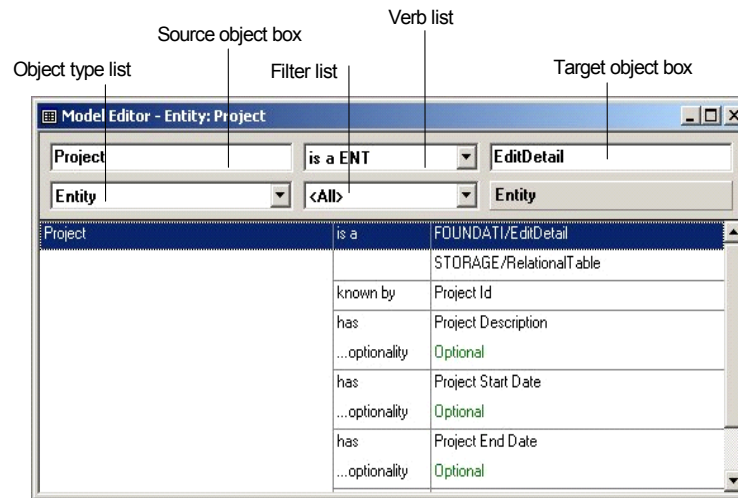 Verb list
Source object box
Object type list
Filter list
Target object box
Model Editor - Entity: Project
Project is a ENT EditDetail
Entity <All> Entity
Project is a FOUNDATI/EditDetail
STORAGE/RelationalTable
known by Project Id
has Project Description
...optionality Optional
has Project Start Date
...optionality Optional
has Project End Date
...optionality Optional